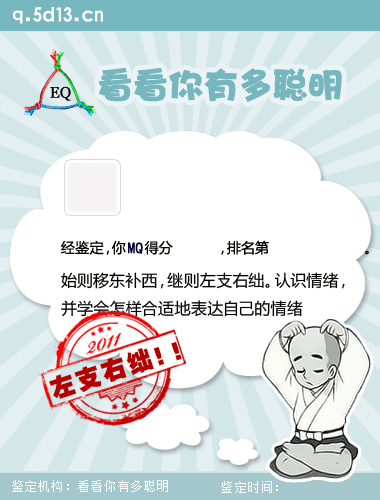 q.5d13.cn
EQ
看看你有多聪明
经鉴定,你MQ得分 ,排名第 。
始则移东补西,继则左支右绌。认识情绪,
并学会怎样合适地表达自己的情绪
2011
左支右绌!!
鉴定机构：看看你有多聪明 鉴定时间：